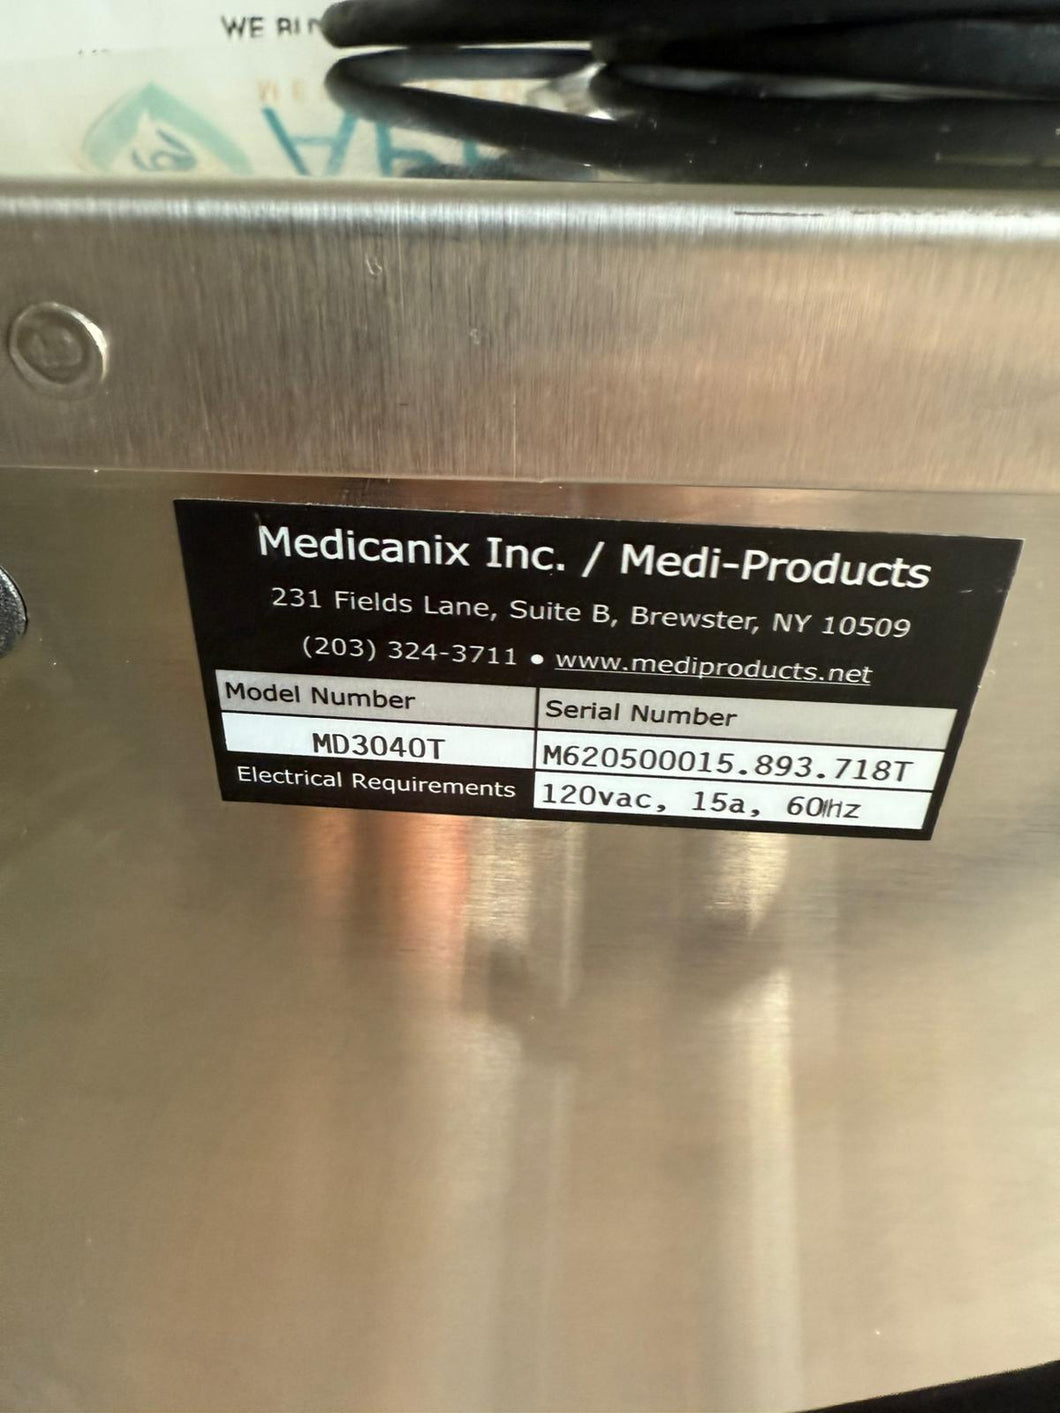 WE
Medicanix Inc. / Medi-Products
231 Fields Lane, Suite B, Brewster, NY 10509
(203) 324-3711 • www.mediproducts.net
Model Number Serial Number
MD3040T M620500015.893.718T
Electrical Requirements 120vac, 15a, 60Hz